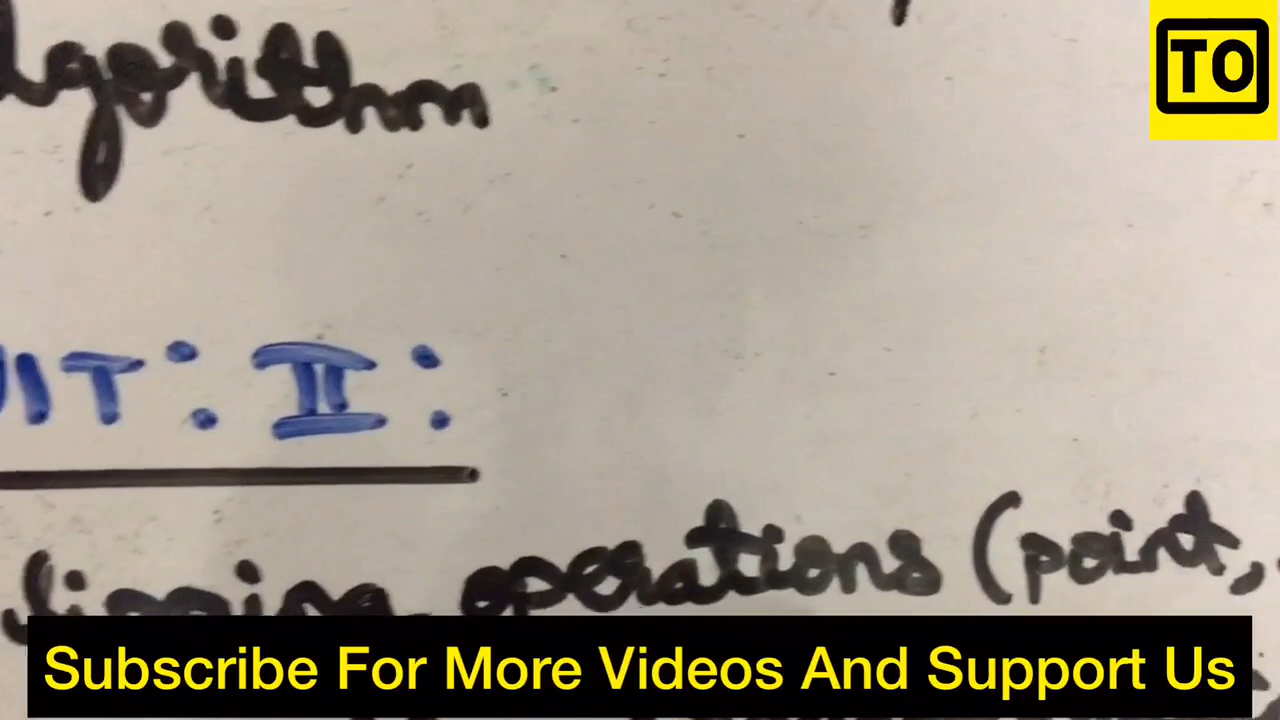 TO
lgorithm
IT: II:
operations (point,
Subscribe For More Videos And Support Us